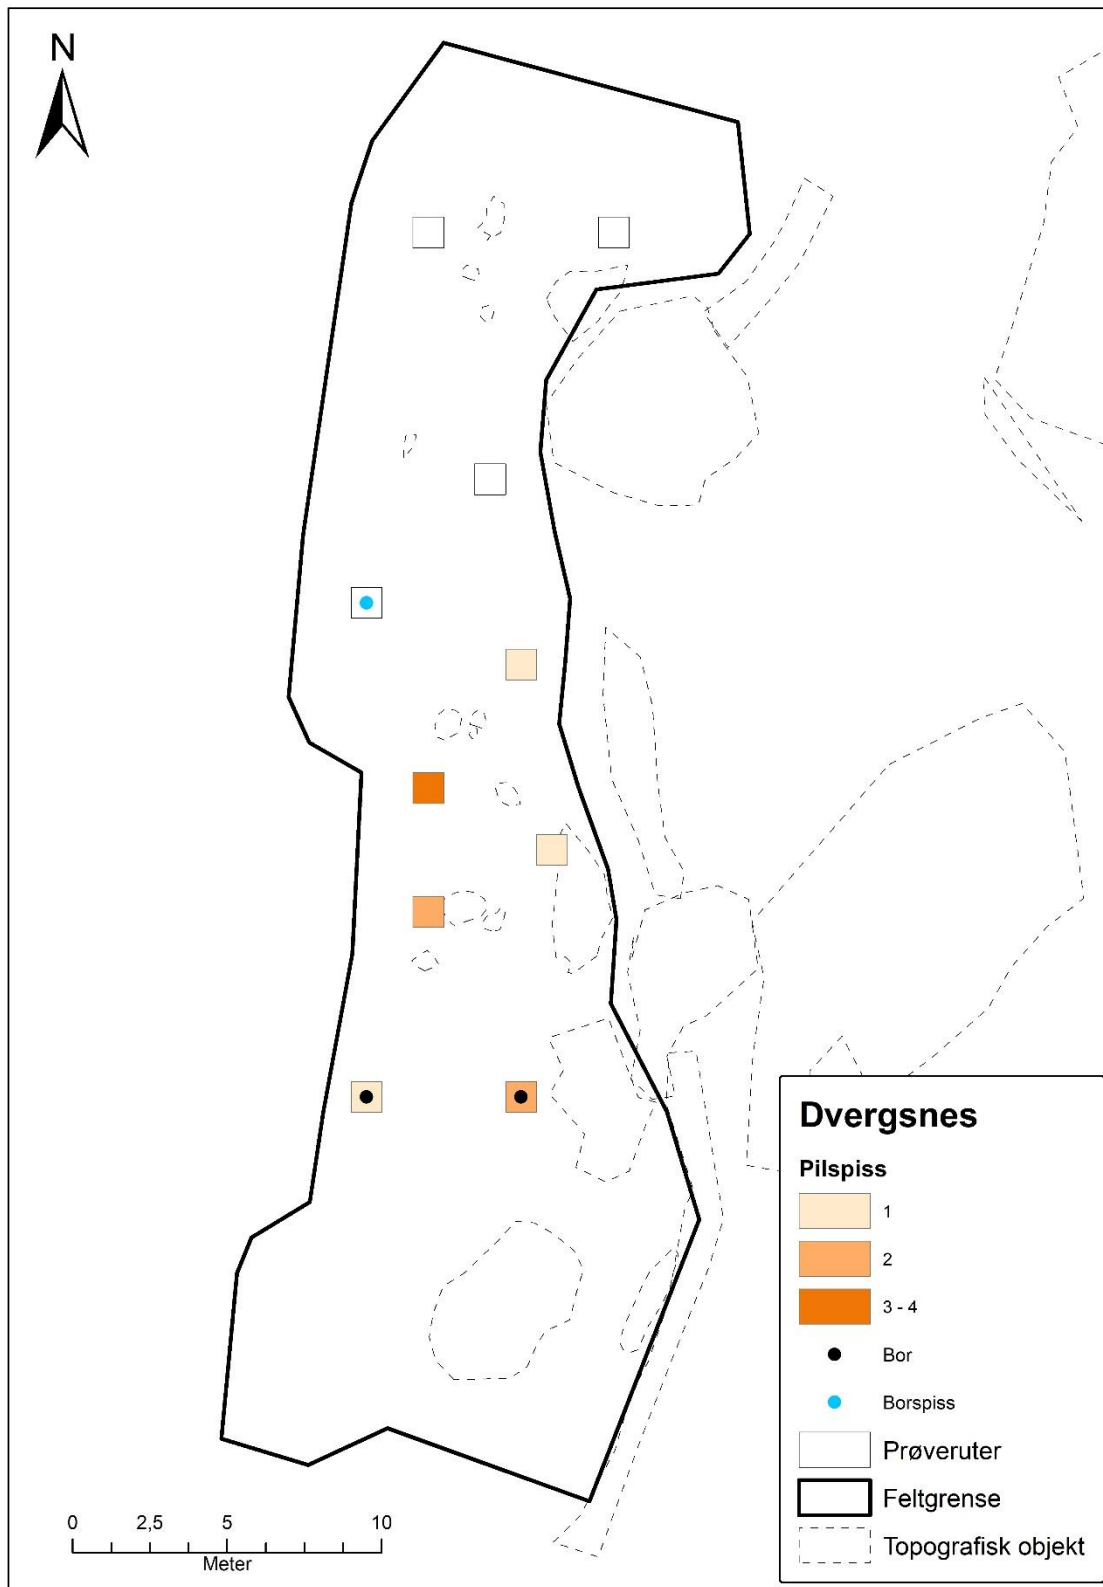 N
Dvergsnes
Pilspiss
1
2
3 - 4
Bor
Borspiss
Prøveruter
Feltgrense
Topografisk objekt
0 2,5 5 10
Meter